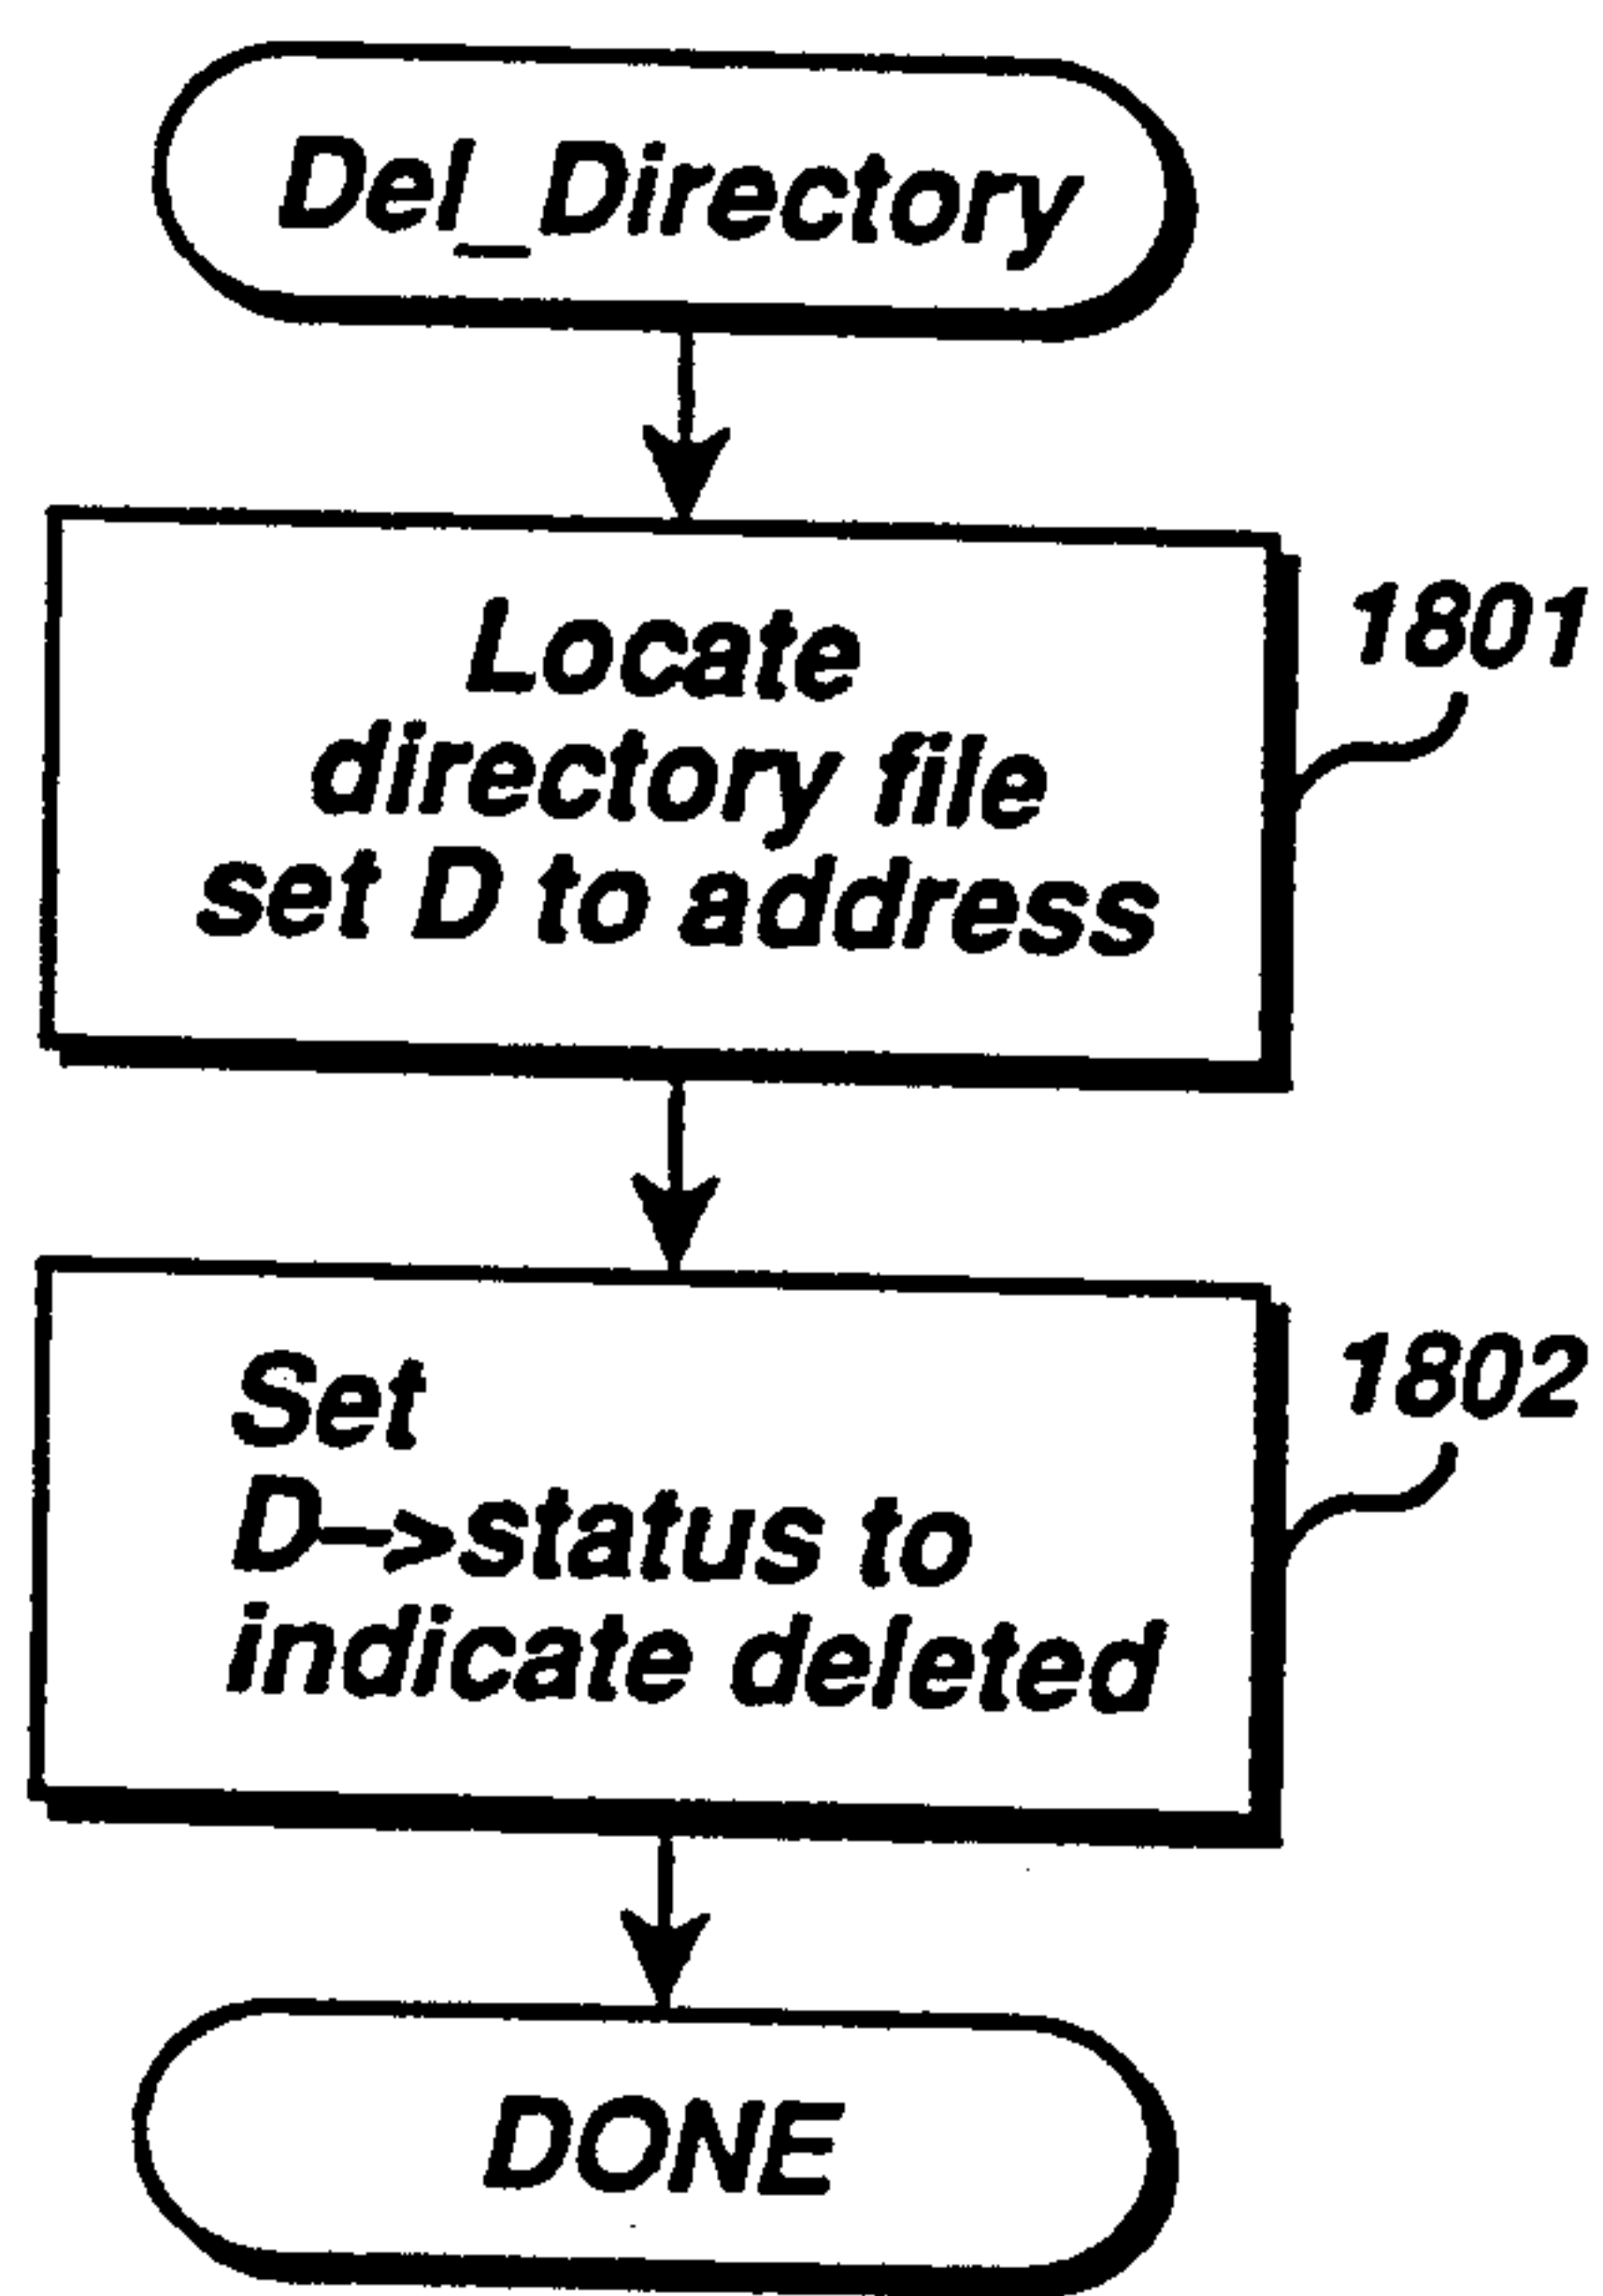 Del_Directory
Locate
directory file
set D to address
1801
Set
D->status to
indicate deleted
1802
DONE